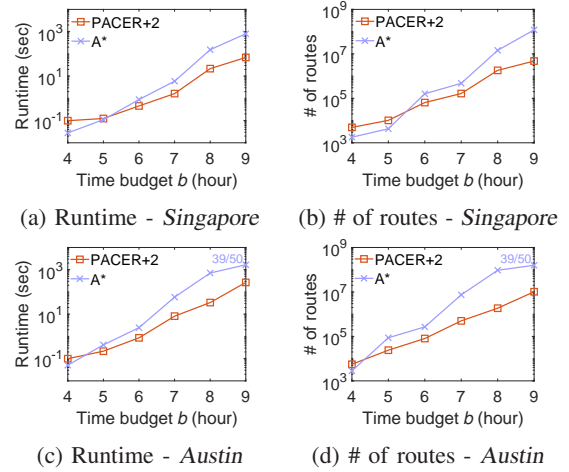 PACER+2
A*
Runtime (sec)
10^3
10^1
10^-1
4 5 6 7 8 9
Time budget b (hour)
(a) Runtime - Singapore
PACER+2
A*
# of routes
10^9
10^7
10^5
10^3
4 5 6 7 8 9
Time budget b (hour)
(b) # of routes - Singapore
PACER+2
A*
39/50
Runtime (sec)
10^3
10^1
10^-1
4 5 6 7 8 9
Time budget b (hour)
(c) Runtime - Austin
PACER+2
A*
39/50
# of routes
10^9
10^7
10^5
10^3
4 5 6 7 8 9
Time budget b (hour)
(d) # of routes - Austin